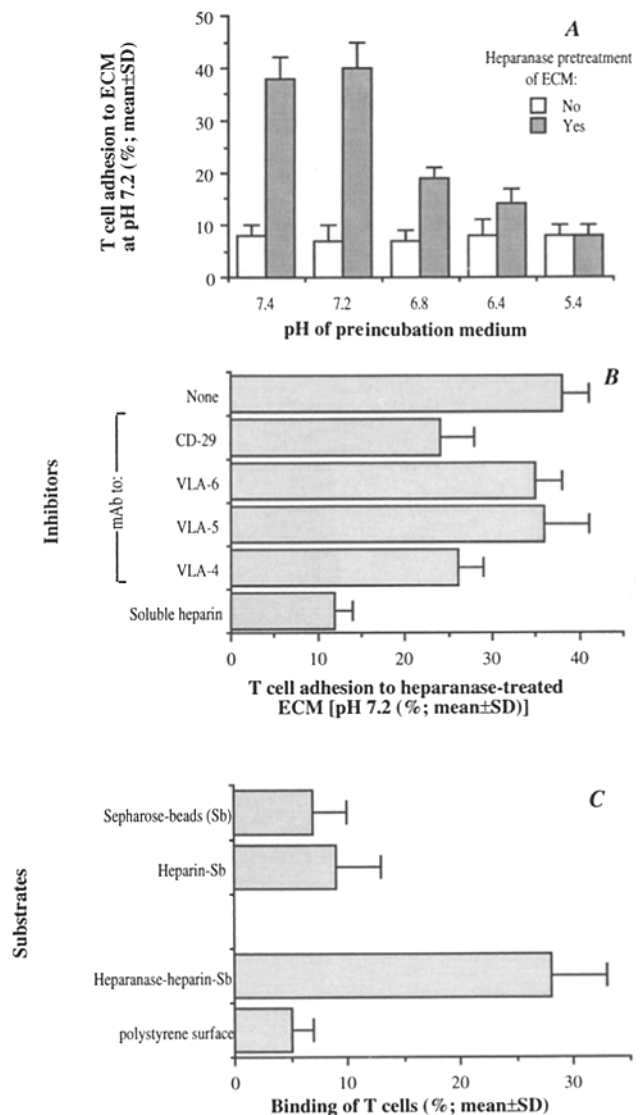 A
Heparanase pretreatment
of ECM:
No
Yes
T cell adhesion to ECM
at pH 7.2 (%; mean±SD)
50
40
30
20
10
0
7.4 7.2 6.8 6.4 5.4
pH of preincubation medium
B
Inhibitors
mAb to:
None
CD-29
VLA-6
VLA-5
VLA-4
Soluble heparin
0 10 20 30 40
T cell adhesion to heparanase-treated
ECM [pH 7.2 (%; mean±SD)]
C
Substrates
Sepharose-beads (Sb)
Heparin-Sb
Heparanase-heparin-Sb
polystyrene surface
0 10 20 30
Binding of T cells (%; mean±SD)